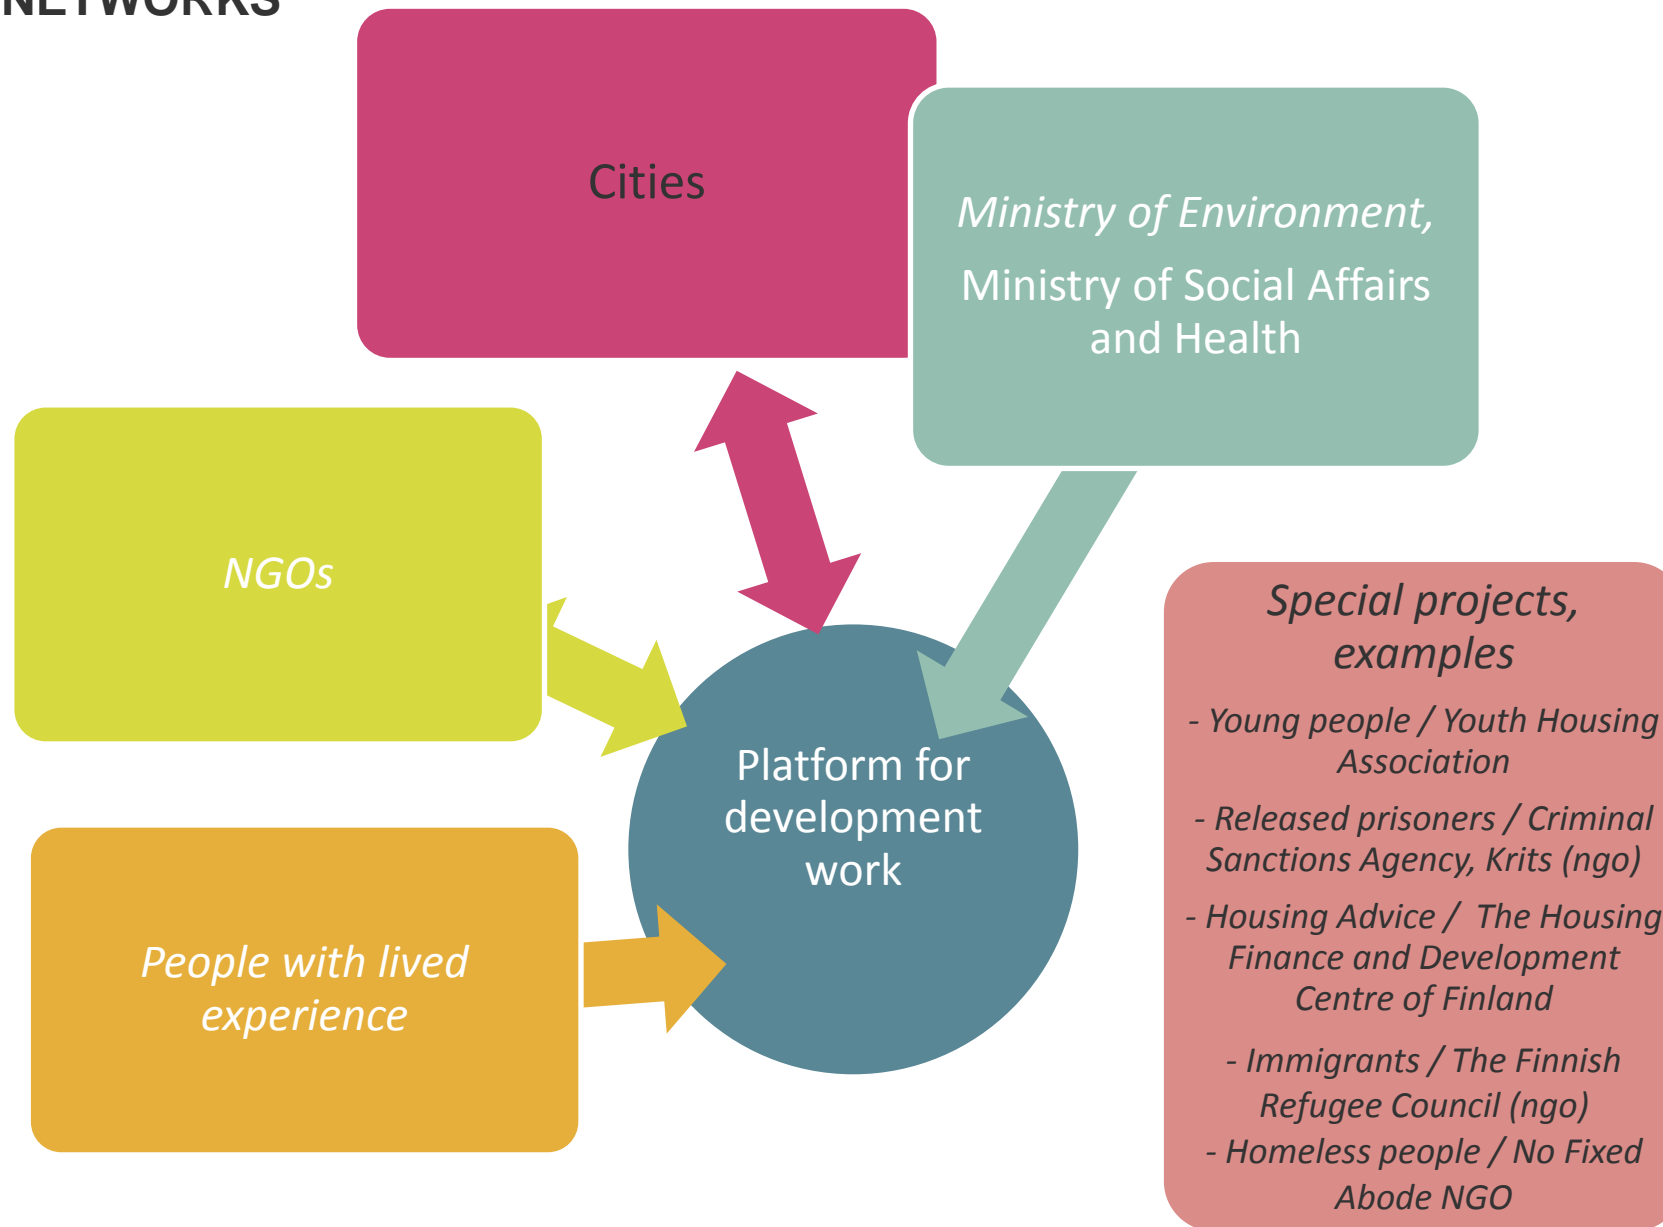 NETWORKS
Cities
Ministry of Environment,
Ministry of Social Affairs
and Health
NGOs
People with lived
experience
Platform for
development
work
Special projects,
examples
- Young people / Youth Housing
Association
- Released prisoners / Criminal
Sanctions Agency, Krits (ngo)
- Housing Advice / The Housing
Finance and Development
Centre of Finland
- Immigrants / The Finnish
Refugee Council (ngo)
- Homeless people / No Fixed
Abode NGO